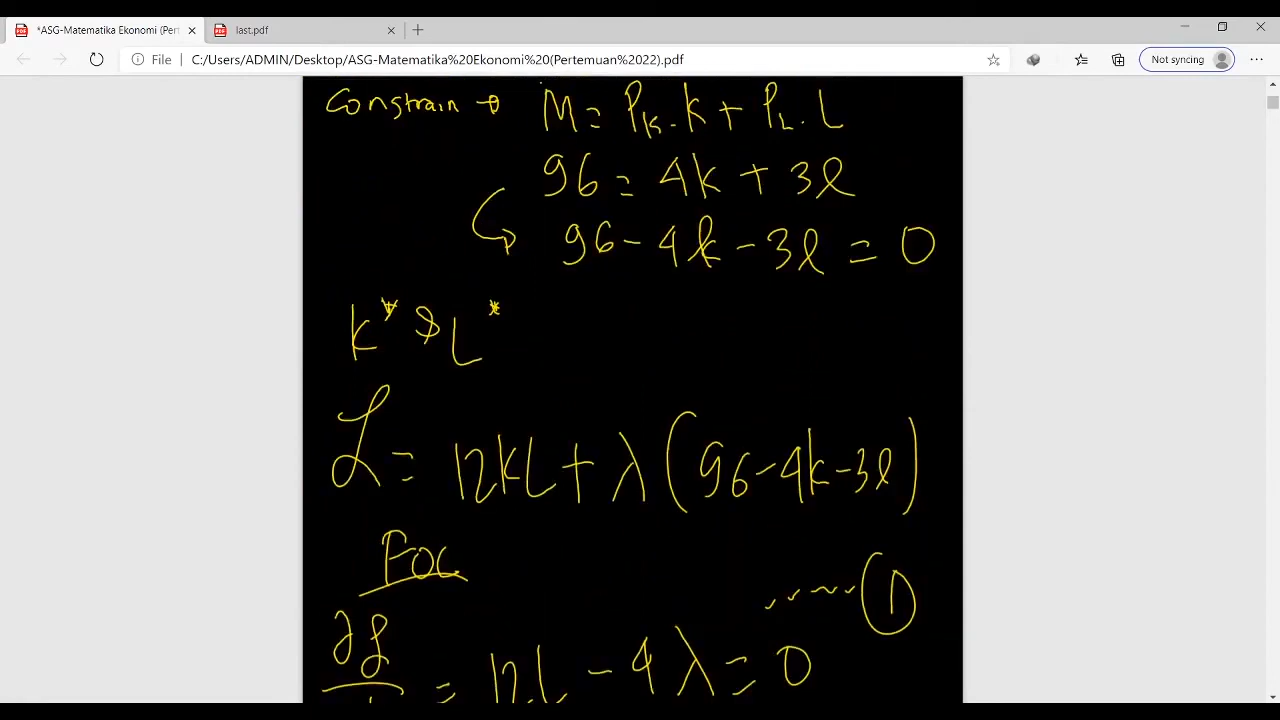 *ASG-Matematika Ekonomi (Pert
last.pdf
File
C:/Users/ADMIN/Desktop/ASG-Matematika%20Ekonomi%20(Pertemuan%2022).pdf
Not syncing
Constrain → M = PK. K + PL. L
96 = 4k + 3l
96 - 4k - 3l = 0
K* & L*
ℒ = 12KL + λ(96 - 4k - 3l)
FOC
..... ①
∂ℒ
= 12.L - 4λ = 0